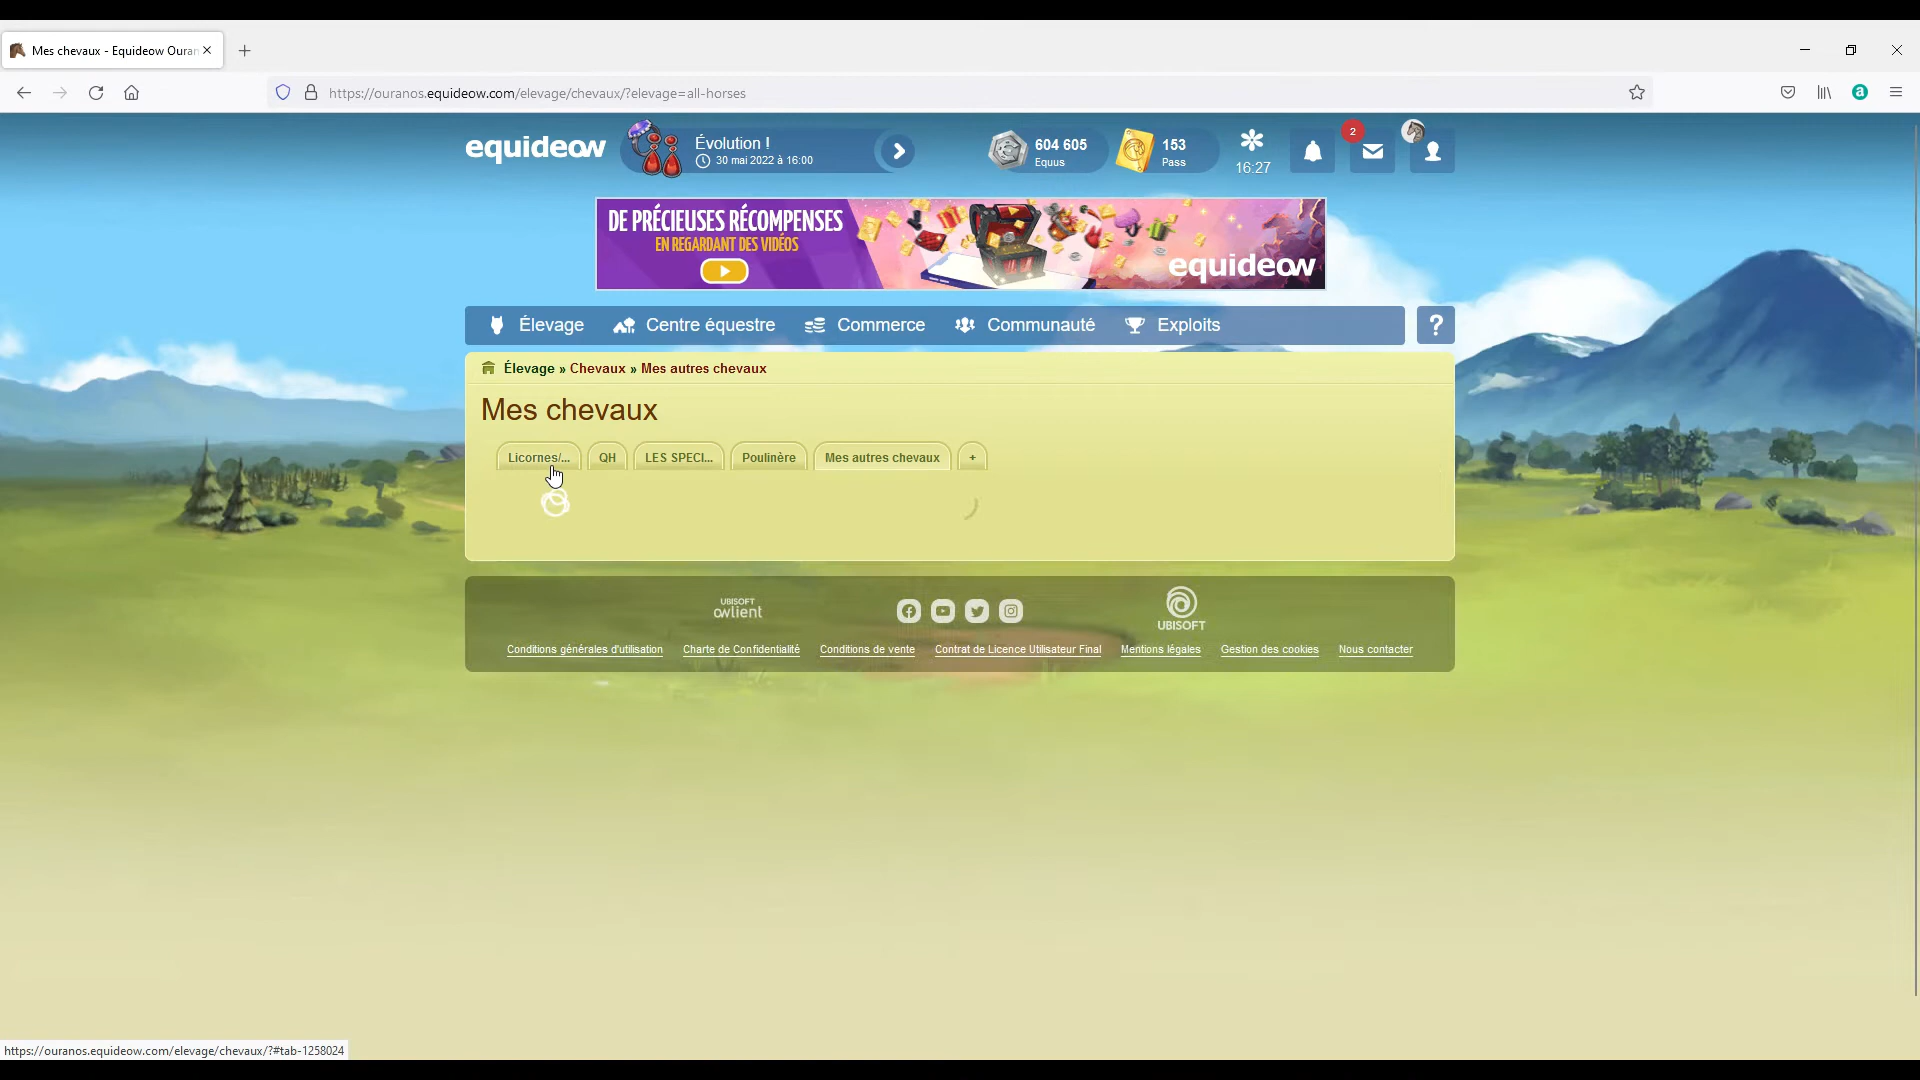 Mes chevaux - Equideow Ouran
https://ouranos.equideow.com/elevage/chevaux/?elevage=all-horses
equideow
Évolution !
30 mai 2022 à 16:00
604 605
Equus
153
Pass
16:27
2
DE PRÉCIEUSES RÉCOMPENSES
EN REGARDANT DES VIDÉOS
equideow
Élevage
Centre équestre
Commerce
Communauté
Exploits
?
Élevage » Chevaux » Mes autres chevaux
Mes chevaux
Licornes/...
QH
LES SPECI...
Poulinère
Mes autres chevaux
+
UBISOFT
owlient
UBISOFT
Conditions générales d'utilisation
Charte de Confidentialité
Conditions de vente
Contrat de Licence Utilisateur Final
Mentions légales
Gestion des cookies
Nous contacter
https://ouranos.equideow.com/elevage/chevaux/?#tab-1258024